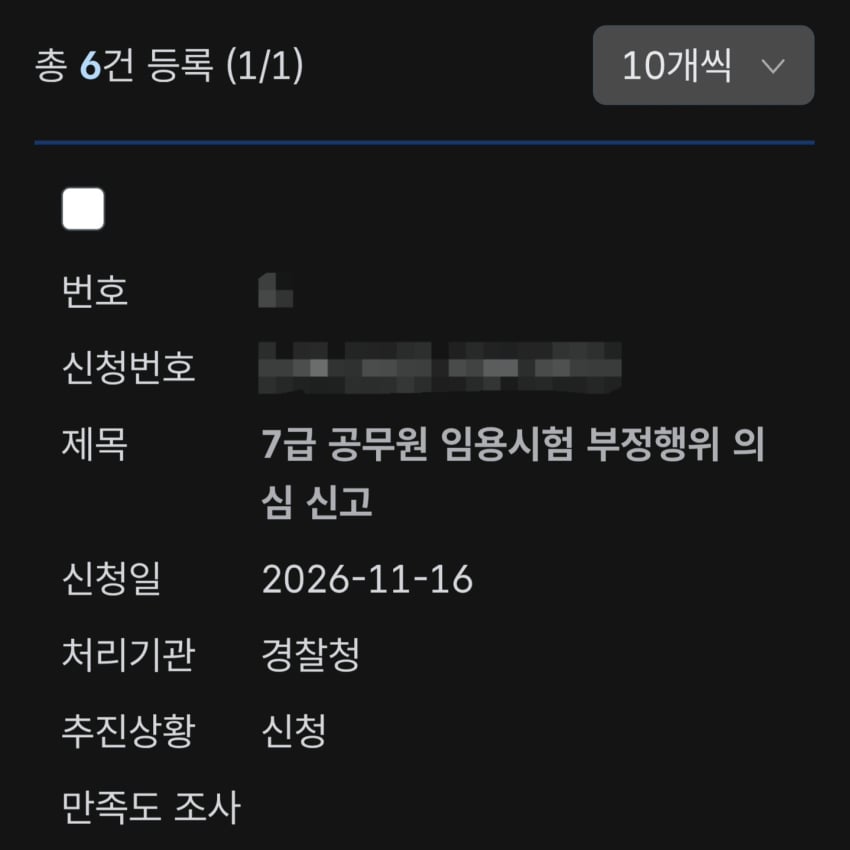 총 6건 등록 (1/1)
10개씩
번호
신청번호
제목 7급 공무원 임용시험 부정행위 의
심 신고
신청일 2026-11-16
처리기관 경찰청
추진상황 신청
만족도 조사